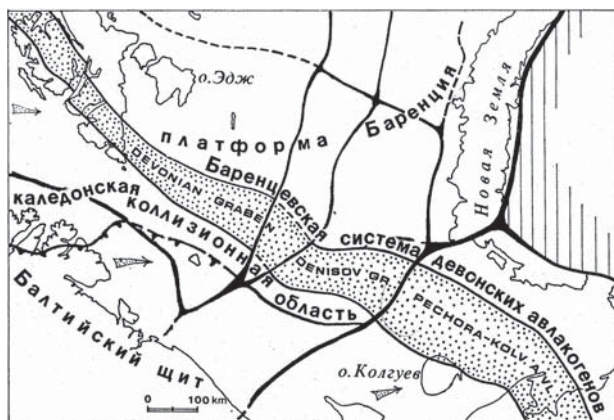 о.Эдж
платформа Баренция
Новая Земля
Баренцевская система девонских авлакогенов
DEVONIAN GRABEN
каледонская коллизионная область
DENISOV GR.
PECHORA-KOLV. AVL
Балтийский щит
о.Колгуев
0 100 km